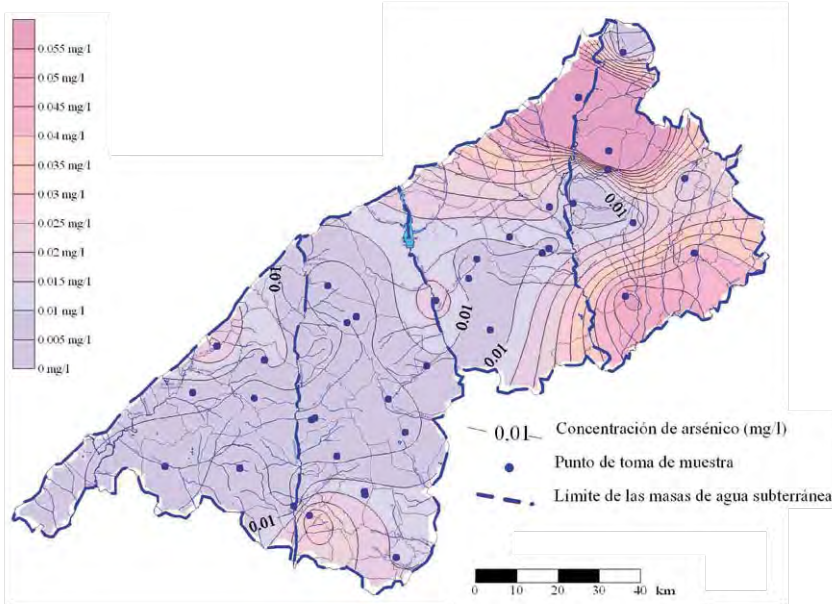 0.055 mg/l
0.05 mg/l
0.045 mg/l
0.04 mg/l
0.035 mg/l
0.03 mg/l
0.025 mg/l
0.02 mg/l
0.015 mg/l
0.01 mg/l
0.005 mg/l
0 mg/l
0.01
0.01
0.01
0.01
0.01
0,01 Concentración de arsénico (mg/l)
Punto de toma de muestra
Límite de las masas de agua subterránea
0 10 20 30 40 km